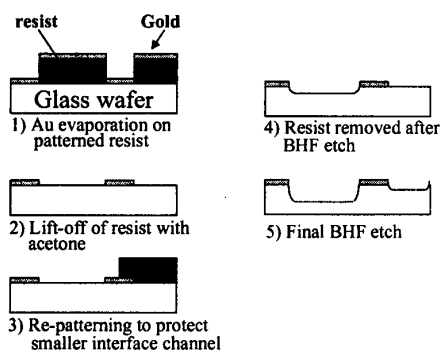 resist Gold
Glass wafer
1) Au evaporation on
patterned resist
2) Lift-off of resist with
acetone
3) Re-patterning to protect
smaller interface channel
4) Resist removed after
BHF etch
5) Final BHF etch